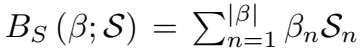 B_S (β; 𝒮) = ∑_{n=1}^{|β|} β_n 𝒮_n